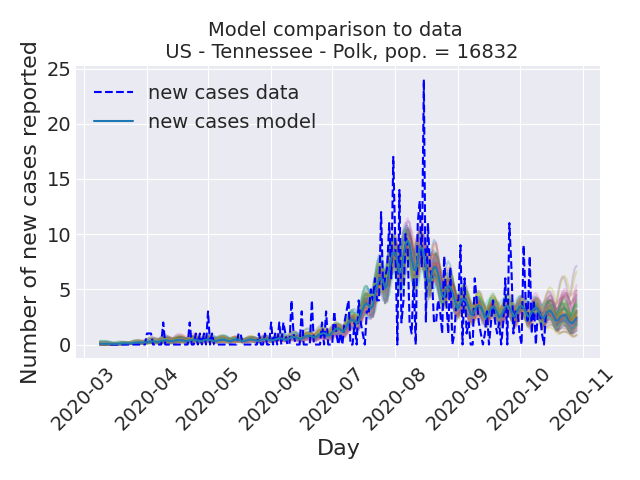 Model comparison to data
US - Tennessee - Polk, pop. = 16832
Number of new cases reported
25
20
15
10
5
0
new cases data
new cases model
2020-03
2020-04
2020-05
2020-06
2020-07
2020-08
2020-09
2020-10
2020-11
Day